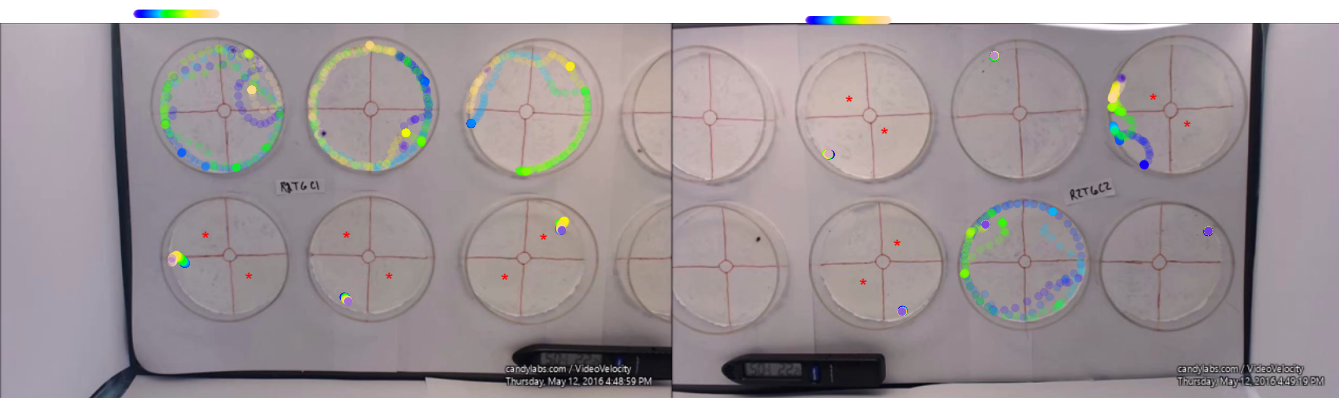 R2TGC1
R2TGC2
candylabs.com / VideoVelocity
Thursday, May 12, 2016 4:48:59 PM
candylabs.com / VideoVelocity
Thursday, May 12, 2016 4:49:19 PM